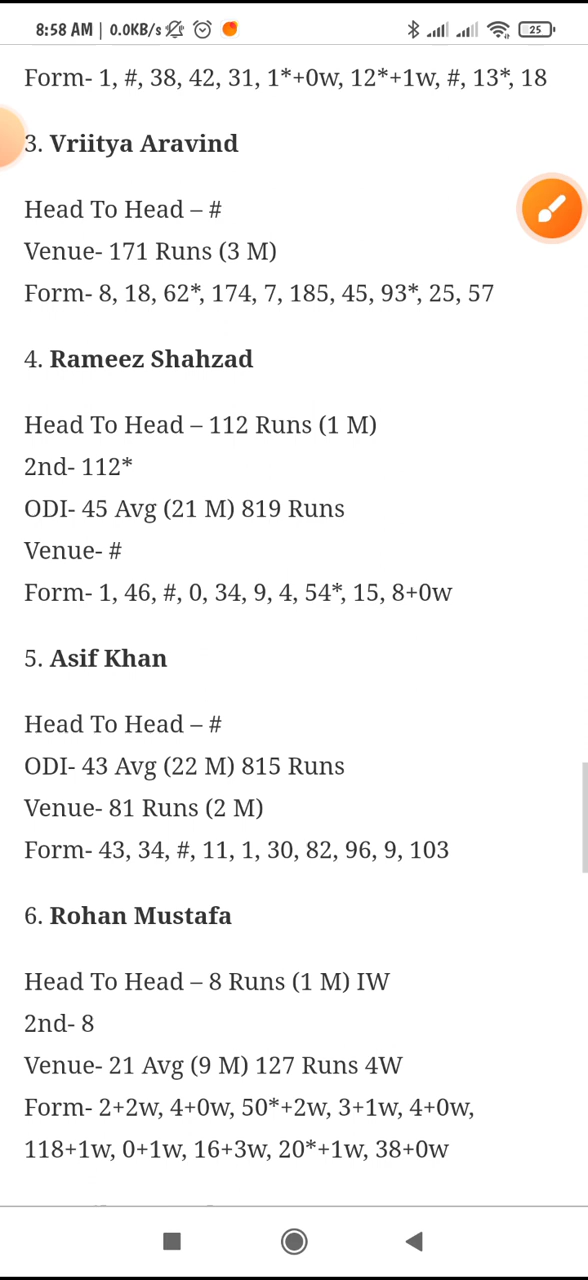 8:58 AM | 0.0KB/s
25
Form- 1, #, 38, 42, 31, 1*+0w, 12*+1w, #, 13*, 18
3. Vriitya Aravind
Head To Head – #
Venue- 171 Runs (3 M)
Form- 8, 18, 62*, 174, 7, 185, 45, 93*, 25, 57
4. Rameez Shahzad
Head To Head – 112 Runs (1 M)
2nd- 112*
ODI- 45 Avg (21 M) 819 Runs
Venue- #
Form- 1, 46, #, 0, 34, 9, 4, 54*, 15, 8+0w
5. Asif Khan
Head To Head – #
ODI- 43 Avg (22 M) 815 Runs
Venue- 81 Runs (2 M)
Form- 43, 34, #, 11, 1, 30, 82, 96, 9, 103
6. Rohan Mustafa
Head To Head – 8 Runs (1 M) IW
2nd- 8
Venue- 21 Avg (9 M) 127 Runs 4W
Form- 2+2w, 4+0w, 50*+2w, 3+1w, 4+0w,
118+1w, 0+1w, 16+3w, 20*+1w, 38+0w